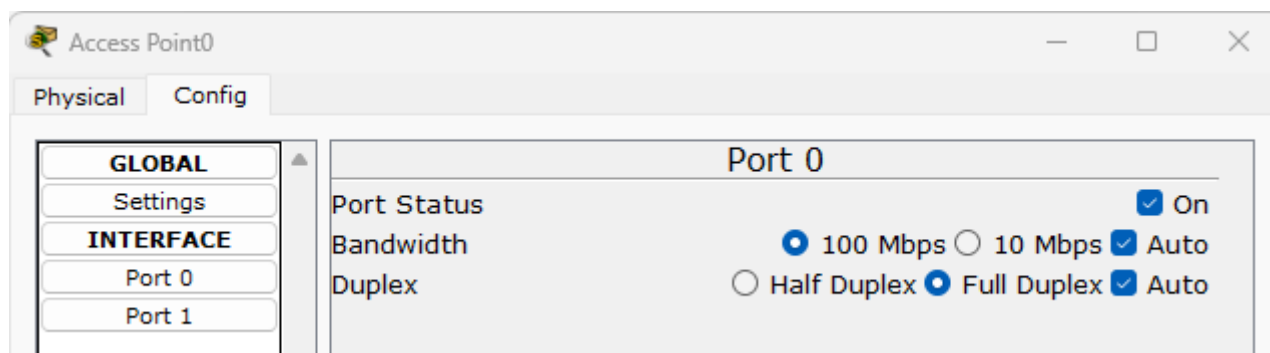 Access Point0
Physical Config
GLOBAL
Settings
INTERFACE
Port 0
Port 1
Port 0
Port Status On
Bandwidth 100 Mbps 10 Mbps Auto
Duplex Half Duplex Full Duplex Auto